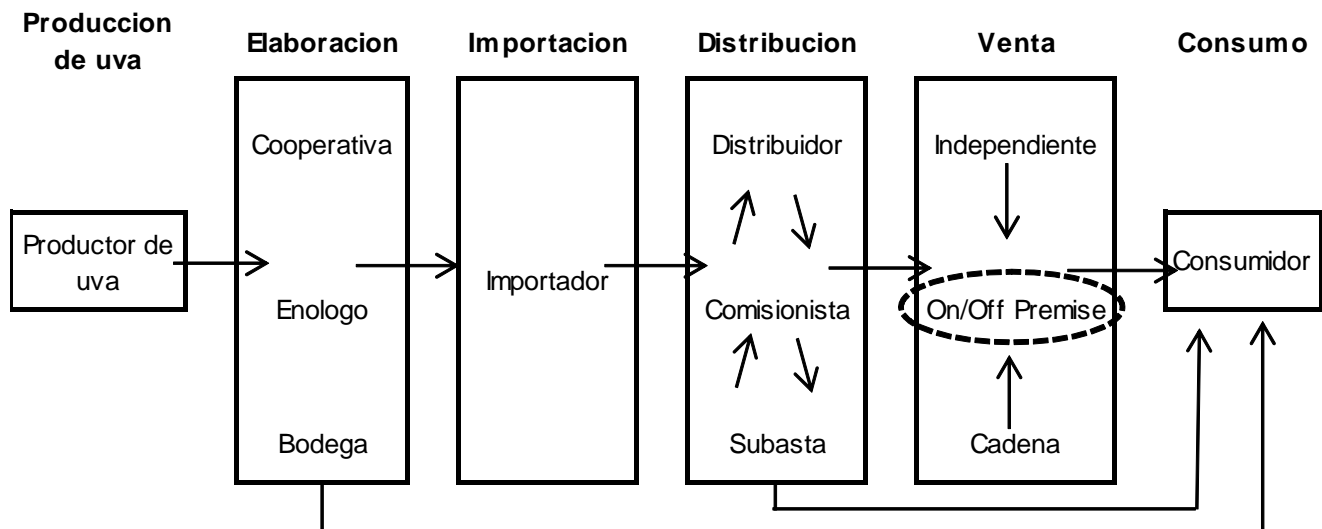 Produccion
de uva
Elaboracion
Importacion
Distribucion
Venta
Consumo
Productor de
uva
Cooperativa
Enologo
Bodega
Importador
Distribuidor
Comisionista
Subasta
Independiente
On/Off Premise
Cadena
Consumidor